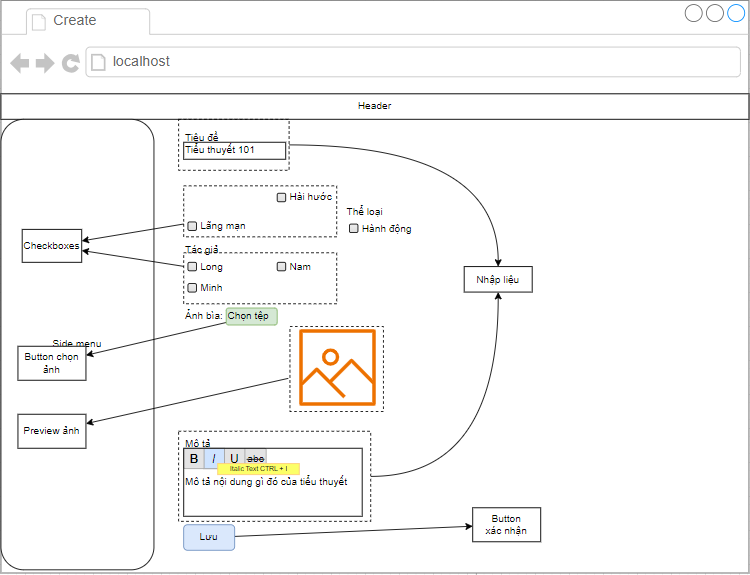 Create
localhost
Header
Tiêu đề
Tiểu thuyết 101
Hài hước
Thể loại
Lãng mạn
Hành động
Checkboxes
Tác giả
Long
Nam
Nhập liệu
Minh
Ảnh bìa: Chọn tệp
Side menu
Button chọn
ảnh
Preview ảnh
Mô tả
B I U abc
Italic Text CTRL + I
Mô tả nội dung gì đó của tiểu thuyết
Lưu
Button
xác nhận